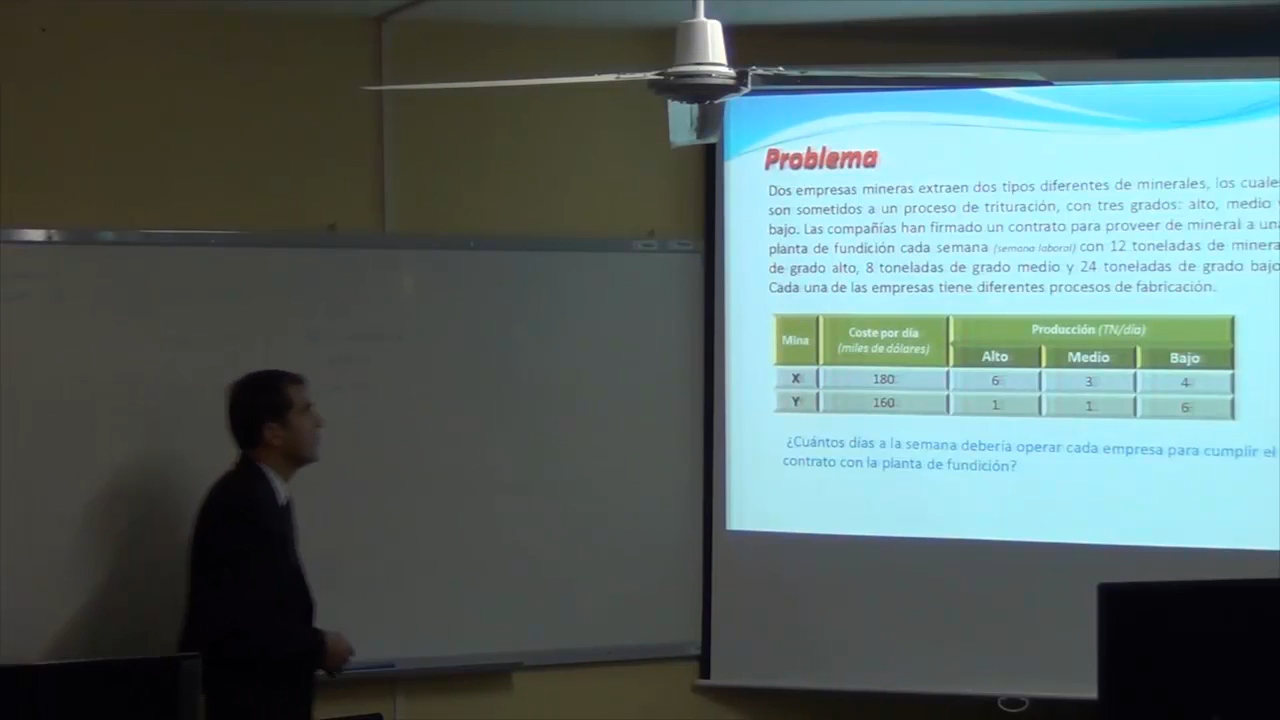 Problema
Dos empresas mineras extraen dos tipos diferentes de minerales, los
son sometidos a un proceso de trituración, con tres grados: alto, medio
bajo. Las compañías han firmado un contrato para proveer de mineral a
planta de fundición cada semana (semana laboral) con 12 toneladas de
de grado alto, 8 toneladas de grado medio y 24 toneladas de grado
Cada una de las empresas tiene diferentes procesos de fabricación.
Mina Coste por día (miles de dólares) Producción (TN/día)
Alto Medio Bajo
X 180 6 3 4
Y 160 1 1 6
¿Cuántos días a la semana debería operar cada empresa para cumplir el
contrato con la planta de fundición?